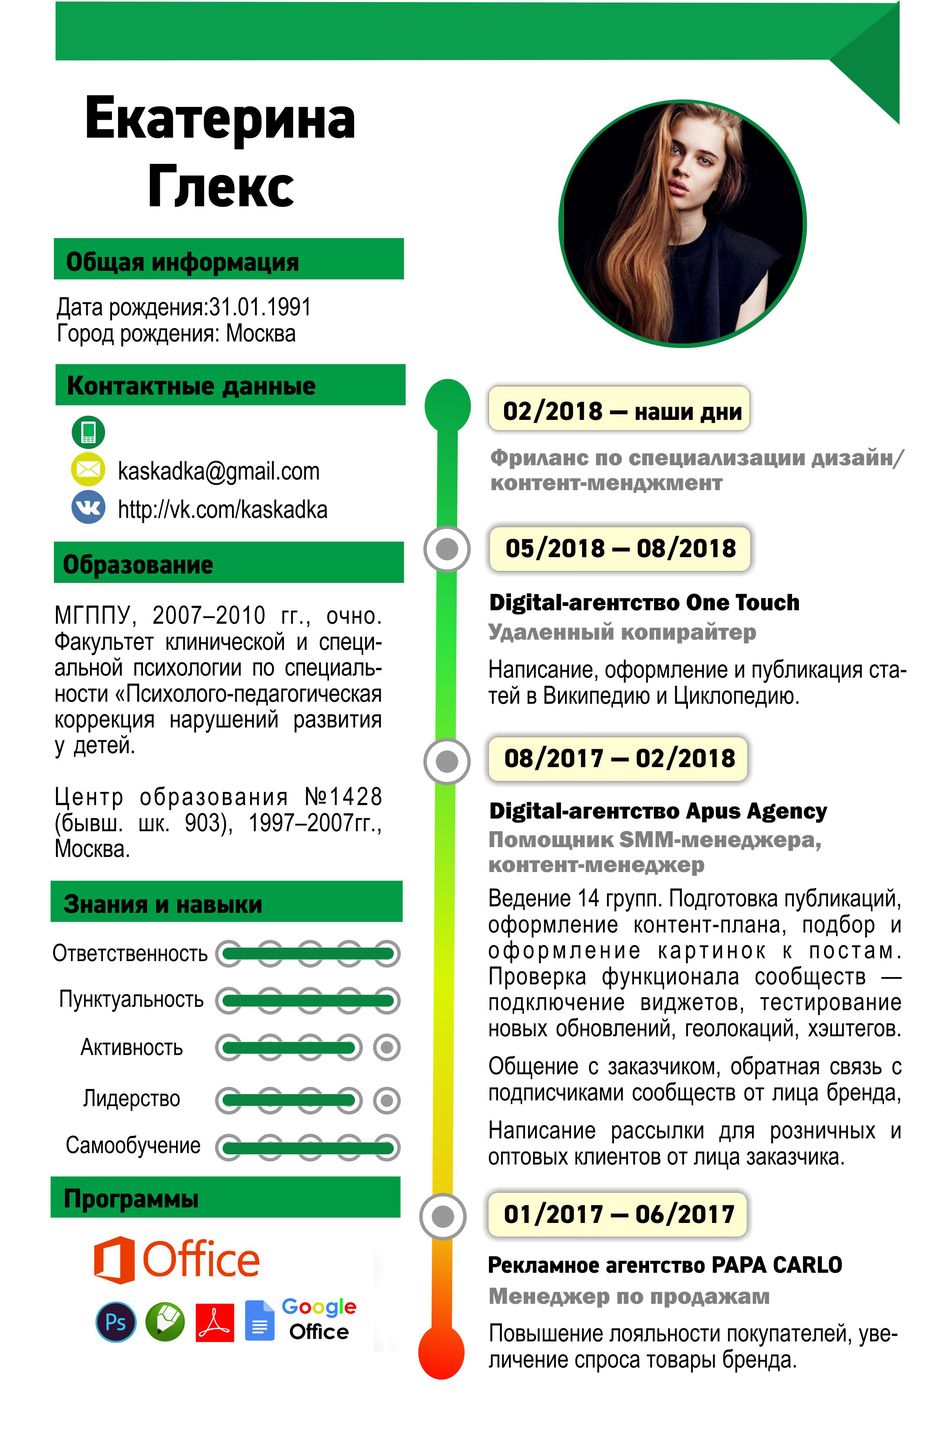 Екатерина
Глекс
Общая информация
Дата рождения:31.01.1991
Город рождения: Москва
Контактные данные
kaskadka@gmail.com
http://vk.com/kaskadka
Образование
МГППУ, 2007–2010 гг., очно.
Факультет клинической и специ-
альной психологии по специаль-
ности «Психолого-педагогическая
коррекция нарушений развития
у детей.
Центр образования №1428
(бывш. шк. 903), 1997–2007гг.,
Москва.
Знания и навыки
Ответственность
Пунктуальность
Активность
Лидерство
Самообучение
Программы
Office
Ps
Google
Office
02/2018 — наши дни
Фриланс по специализации дизайн/
контент-менджмент
05/2018 — 08/2018
Digital-агентство One Touch
Удаленный копирайтер
Написание, оформление и публикация ста-
тей в Википедию и Циклопедию.
08/2017 — 02/2018
Digital-агентство Apus Agency
Помощник SMM-менеджера,
контент-менеджер
Ведение 14 групп. Подготовка публикаций,
оформление контент-плана, подбор и
оформление картинок к постам.
Проверка функционала сообществ —
подключение виджетов, тестирование
новых обновлений, геолокаций, хэштегов.
Общение с заказчиком, обратная связь с
подписчиками сообществ от лица бренда,
Написание рассылки для розничных и
оптовых клиентов от лица заказчика.
01/2017 — 06/2017
Рекламное агентство PAPA CARLO
Менеджер по продажам
Повышение лояльности покупателей, уве-
личение спроса товары бренда.